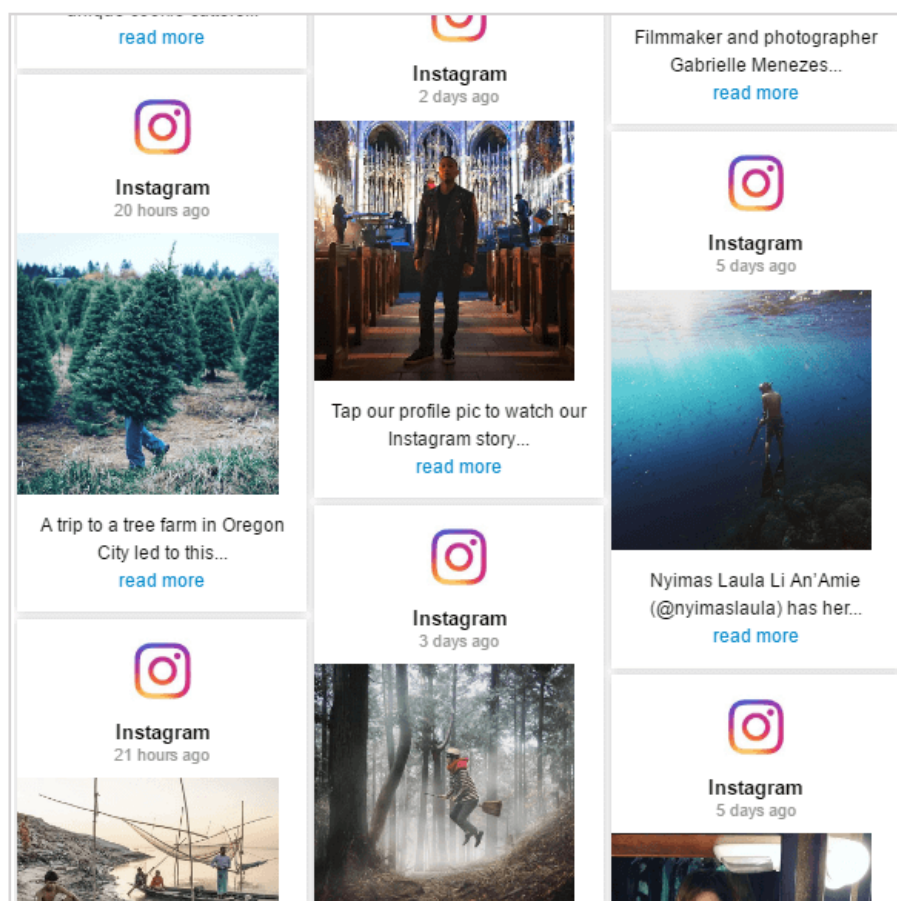 read more
Instagram
20 hours ago
A trip to a tree farm in Oregon
City led to this...
read more
Instagram
21 hours ago
Instagram
2 days ago
Tap our profile pic to watch our
Instagram story...
read more
Instagram
3 days ago
Filmmaker and photographer
Gabrielle Menezes...
read more
Instagram
5 days ago
Nyimas Laula Li An’Amie
(@nyimaslaula) has her...
read more
Instagram
5 days ago